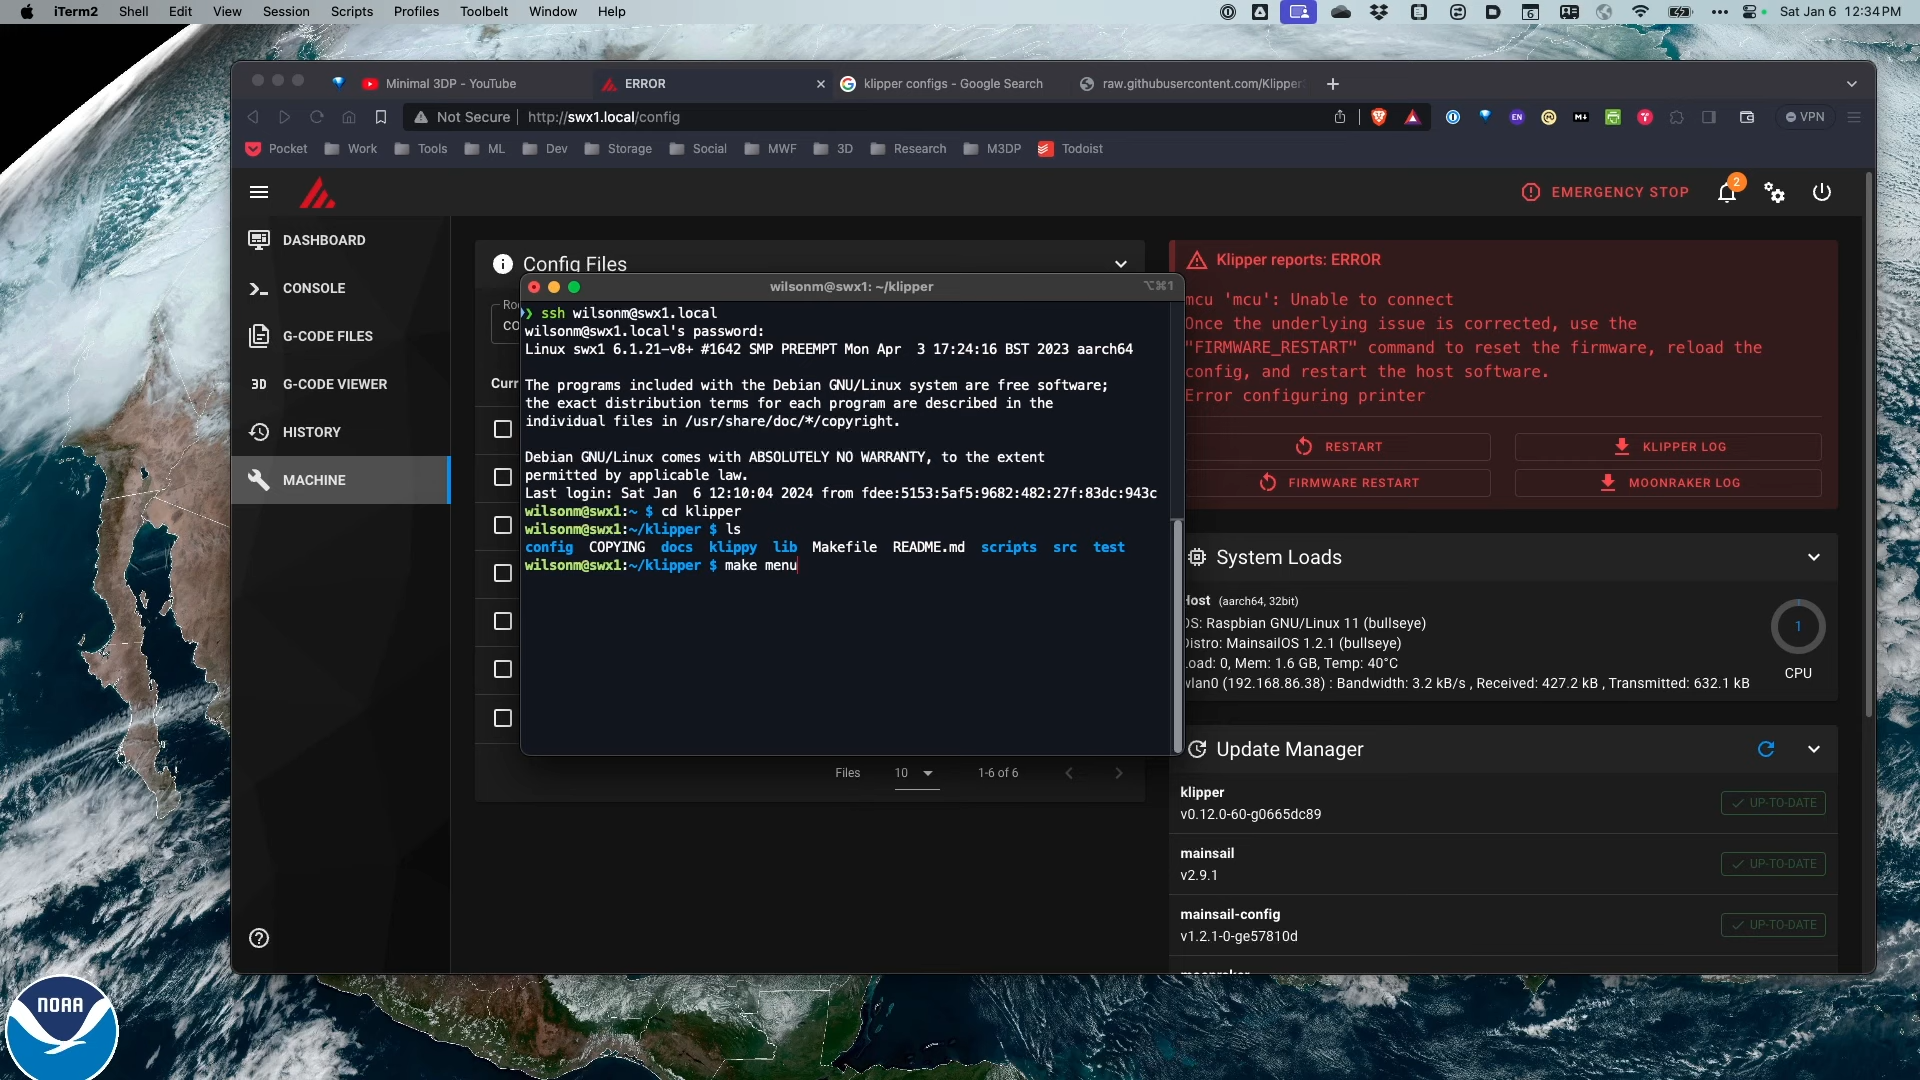 iTerm2 Shell Edit View Session Scripts Profiles Toolbelt Window Help
6
Sat Jan 6 12:34 PM
Minimal 3DP - YouTube
ERROR
klipper configs - Google Search
raw.githubusercontent.com/Klipper
Not Secure
http://swx1.local/config
EN
VPN
Pocket Work Tools ML Dev Storage Social MWF 3D Research M3DP Todoist
EMERGENCY STOP
2
DASHBOARD
CONSOLE
G-CODE FILES
3D G-CODE VIEWER
HISTORY
MACHINE
Config Files
Ro
co
Curr
wilsonm@swx1: ~/klipper
⌥⌘1
❯ ssh wilsonm@swx1.local
wilsonm@swx1.local's password:
Linux swx1 6.1.21-v8+ #1642 SMP PREEMPT Mon Apr  3 17:24:16 BST 2023 aarch64
The programs included with the Debian GNU/Linux system are free software;
the exact distribution terms for each program are described in the
individual files in /usr/share/doc/*/copyright.
Debian GNU/Linux comes with ABSOLUTELY NO WARRANTY, to the extent
permitted by applicable law.
Last login: Sat Jan  6 12:10:04 2024 from fdee:5153:5af5:9682:482:27f:83dc:943c
wilsonm@swx1:~ $ cd klipper
wilsonm@swx1:~/klipper $ ls
config  COPYING  docs  klippy  lib  Makefile  README.md  scripts  src  test
wilsonm@swx1:~/klipper $ make menu
Files 10 1-6 of 6
Klipper reports: ERROR
mcu 'mcu': Unable to connect
Once the underlying issue is corrected, use the
"FIRMWARE_RESTART" command to reset the firmware, reload the
config, and restart the host software.
Error configuring printer
RESTART
KLIPPER LOG
FIRMWARE RESTART
MOONRAKER LOG
System Loads
Host (aarch64, 32bit)
OS: Raspbian GNU/Linux 11 (bullseye)
Distro: MainsailOS 1.2.1 (bullseye)
Load: 0, Mem: 1.6 GB, Temp: 40°C
wlan0 (192.168.86.38) : Bandwidth: 3.2 kB/s , Received: 427.2 kB , Transmitted: 632.1 kB
1
CPU
Update Manager
klipper
v0.12.0-60-g0665dc89
UP-TO-DATE
mainsail
v2.9.1
UP-TO-DATE
mainsail-config
v1.2.1-0-ge57810d
UP-TO-DATE
NOAA